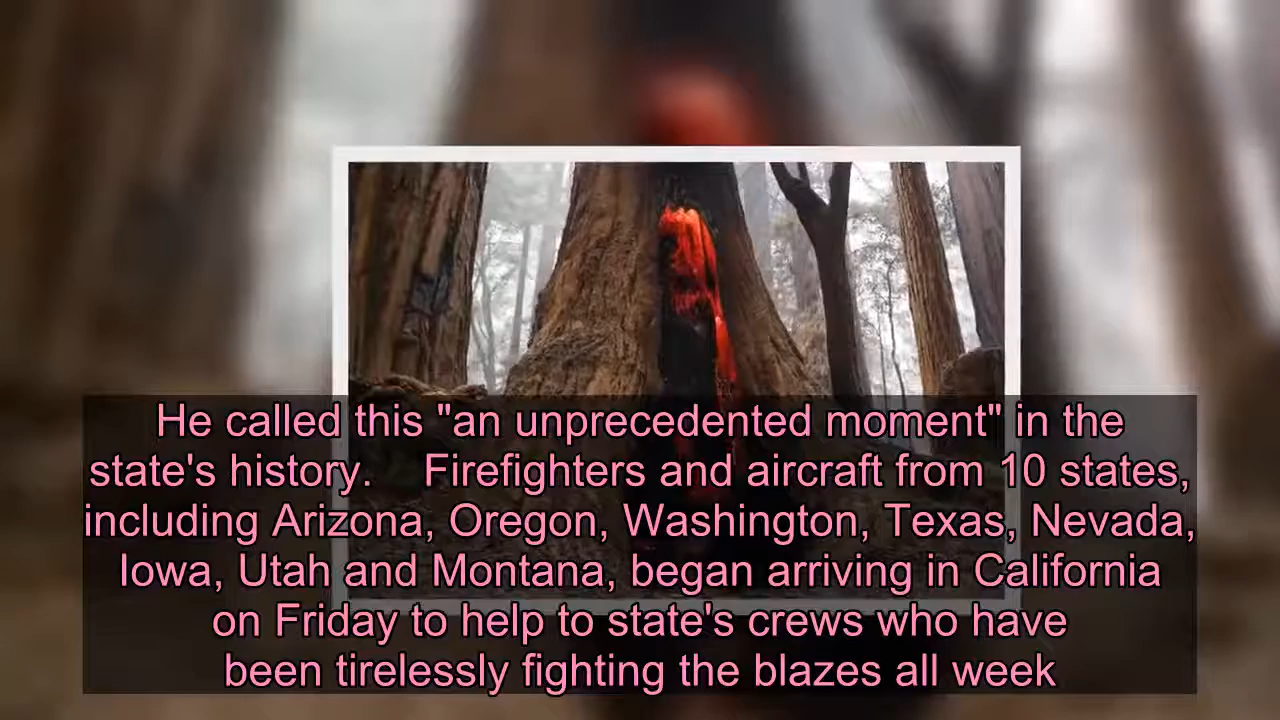 He called this "an unprecedented moment" in the
state's history.    Firefighters and aircraft from 10 states,
including Arizona, Oregon, Washington, Texas, Nevada,
Iowa, Utah and Montana, began arriving in California
on Friday to help to state's crews who have
been tirelessly fighting the blazes all week